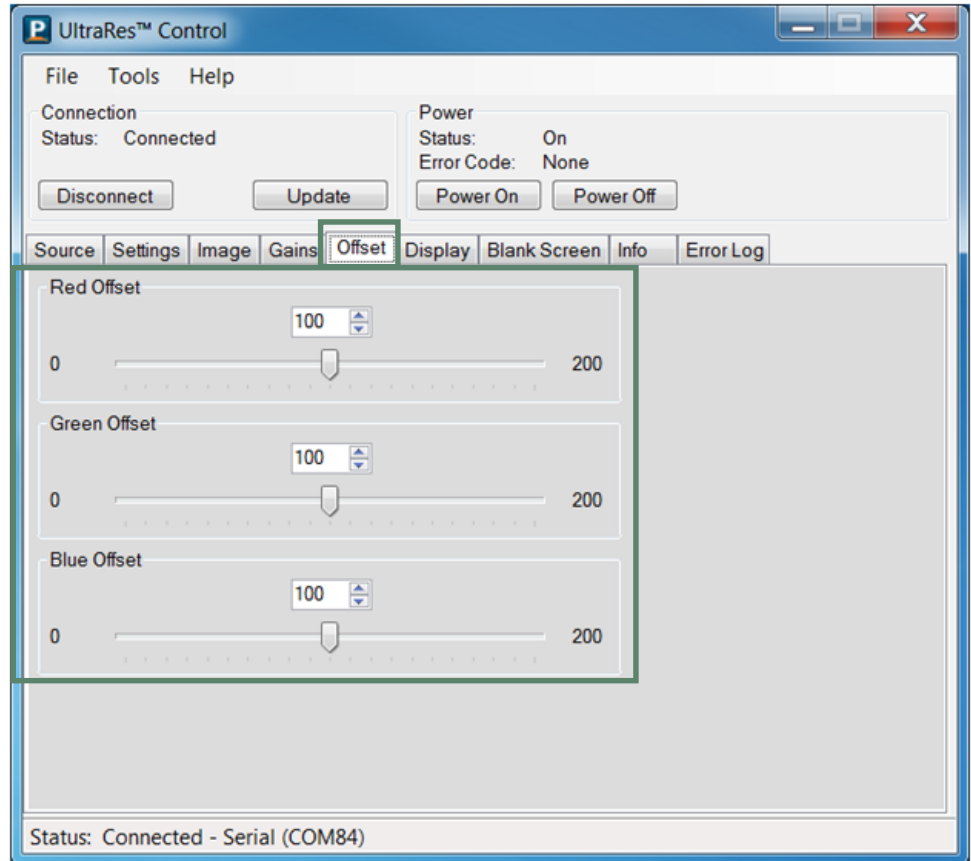 P UltraRes™ Control
X
File Tools Help
Connection
Status: Connected
Disconnect Update
Power
Status: On
Error Code: None
Power On Power Off
Source Settings Image Gains Offset Display Blank Screen Info Error Log
Red Offset
100
0 200
Green Offset
100
0 200
Blue Offset
100
0 200
Status: Connected - Serial (COM84)